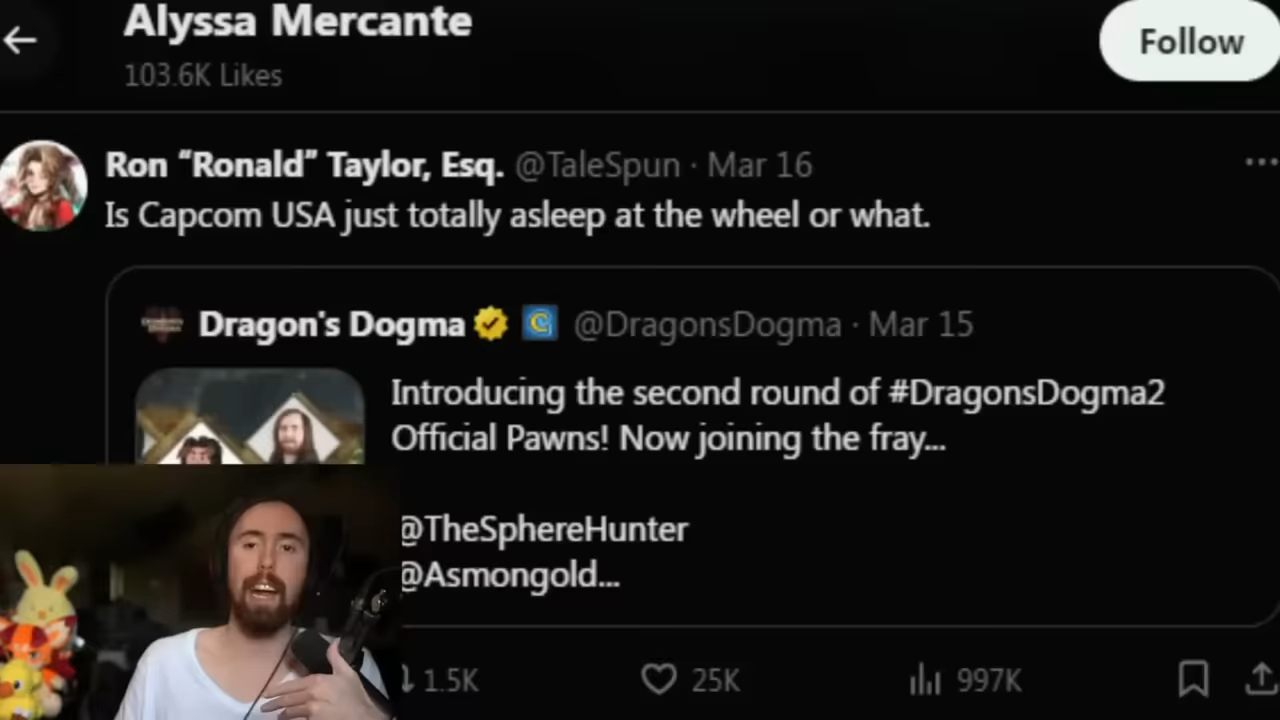 Alyssa Mercante
103.6K Likes
Follow
Ron “Ronald” Taylor, Esq. @TaleSpun · Mar 16
Is Capcom USA just totally asleep at the wheel or what.
Dragon's Dogma @DragonsDogma · Mar 15
Introducing the second round of #DragonsDogma2
Official Pawns! Now joining the fray...
@TheSphereHunter
@Asmongold...
1.5K 25K 997K